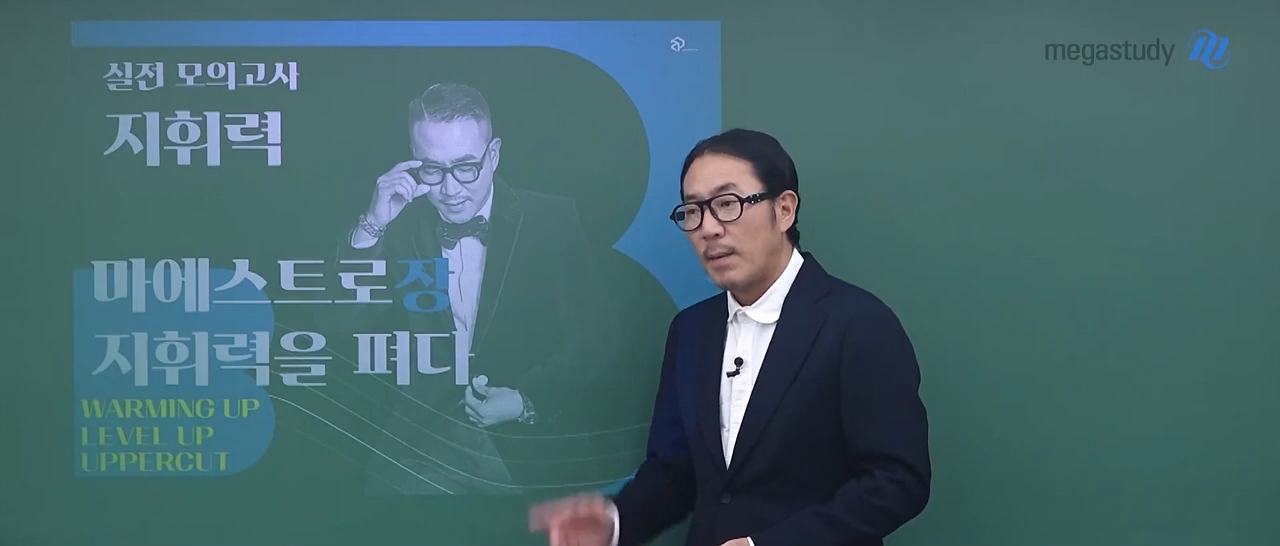 실전 모의고사
지휘력
마에스트로장
지휘력을 펴다
WARMING UP
LEVEL UP
UPPERCUT
megastudy